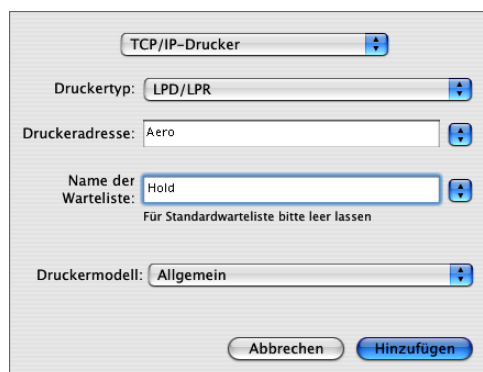 TCP/IP-Drucker
Druckertyp: LPD/LPR
Druckeradresse: Aero
Name der
Warteliste: Hold
Für Standardwarteliste bitte leer lassen
Druckermodell: Allgemein
Abbrechen Hinzufügen